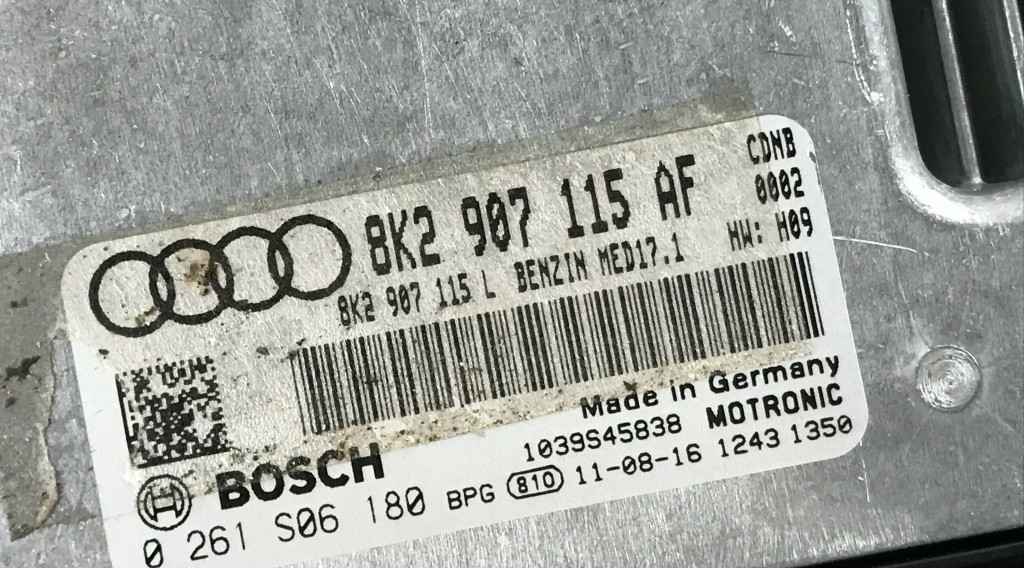 8K2 907 115 AF CDNB
0002
8K2 907 115 L BENZIN MED17.1 HW: H09
Made in Germany
BOSCH 1039S45838 MOTRONIC
0 261 S06 180 BPG 810 11-08-16 1243 1350